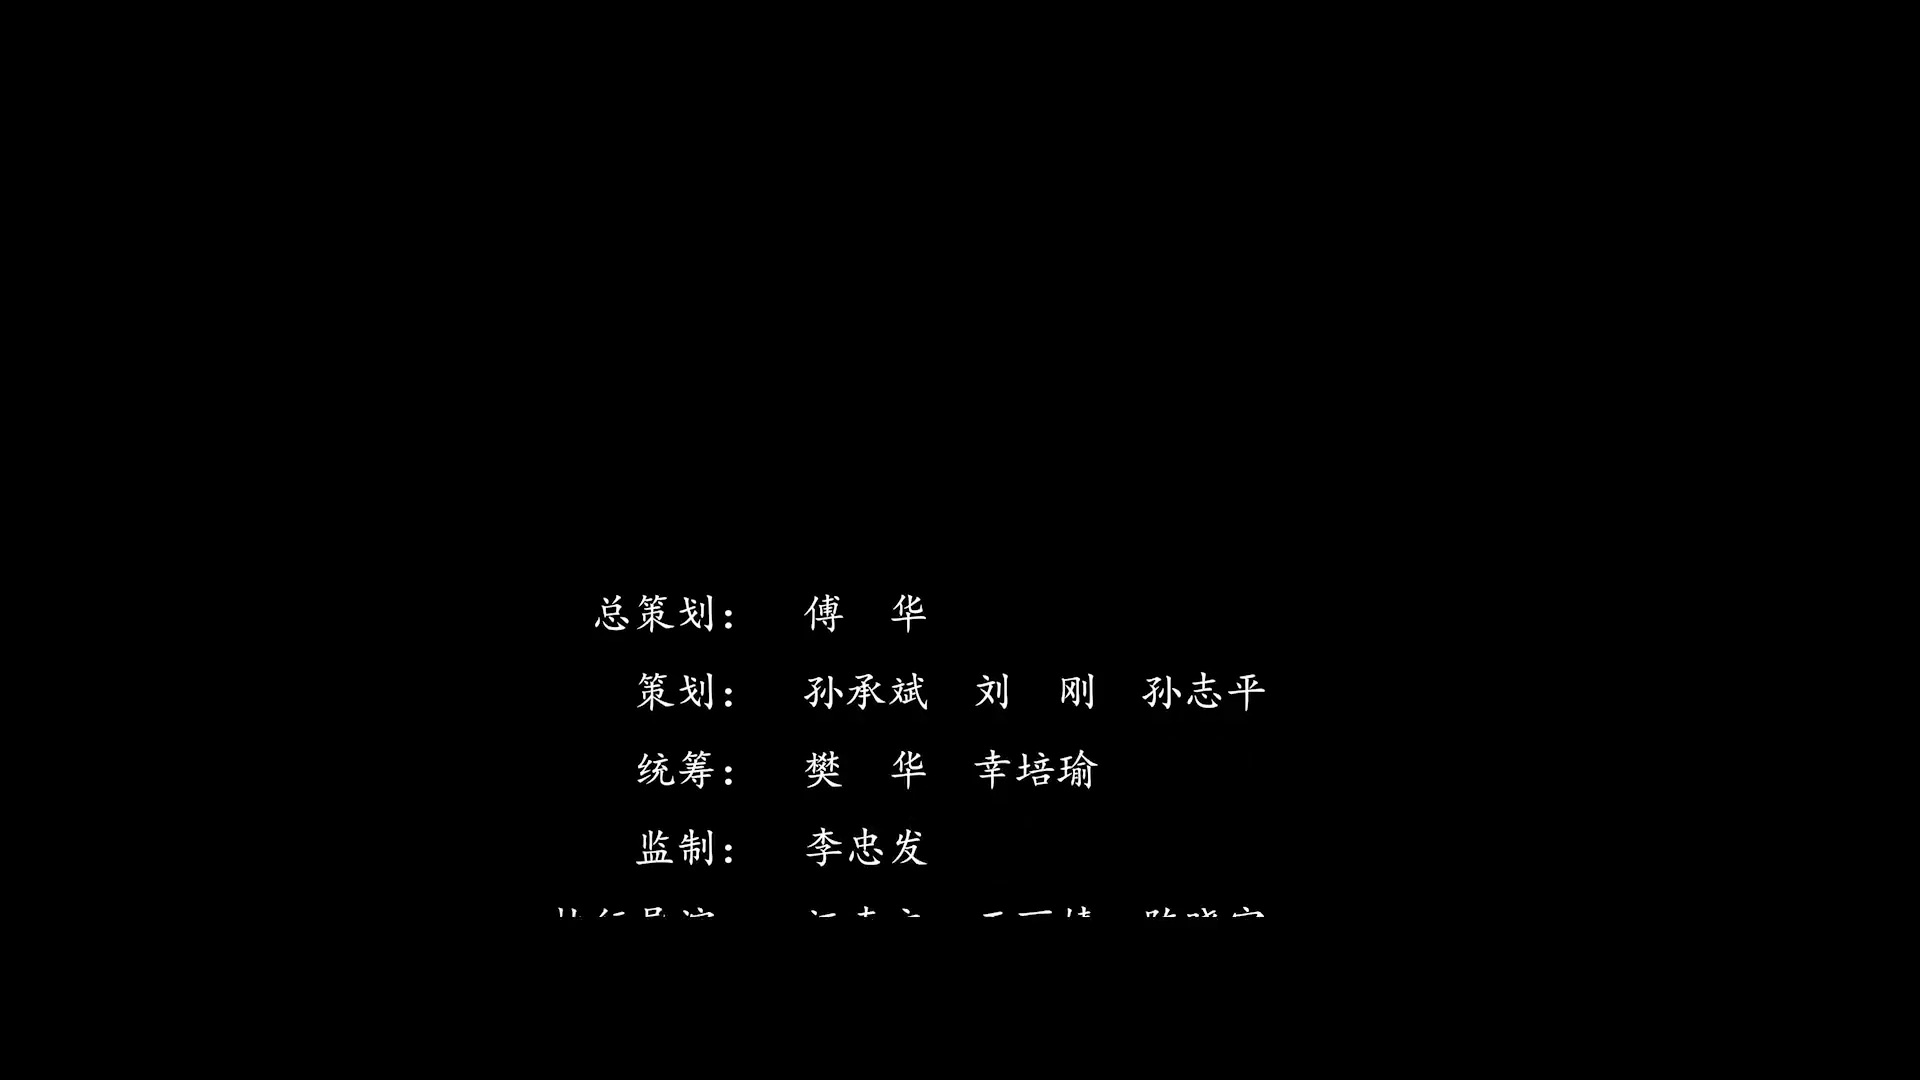 总策划： 傅 华
策划： 孙承斌 刘 刚 孙志平
统筹： 樊 华 幸培瑜
监制： 李忠发